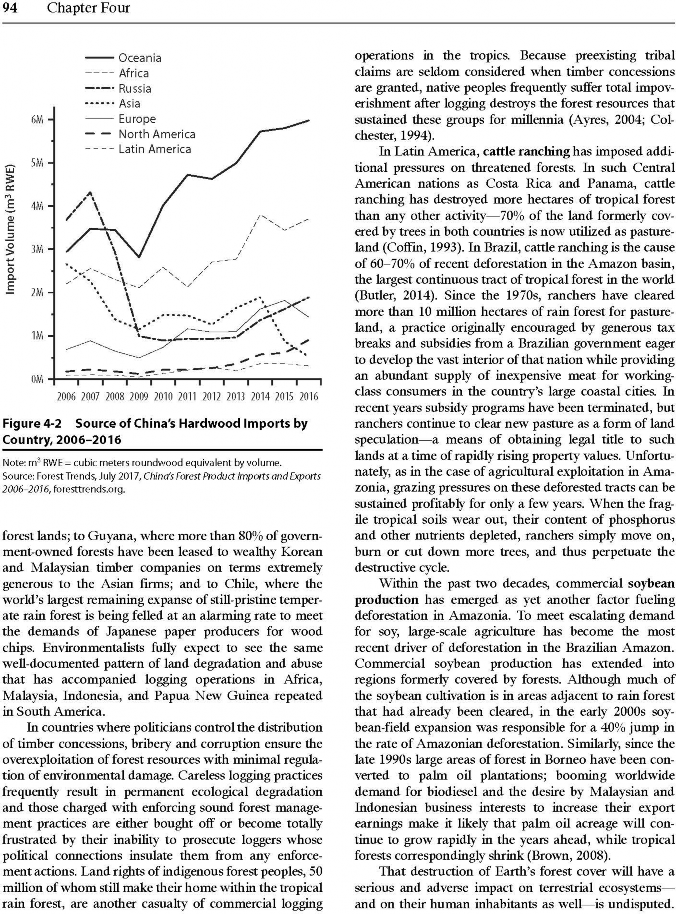 94 Chapter Four
Oceania
Africa
Russia
Asia
Europe
North America
Latin America
Import Volume (m³ RWE)
6M
5M
4M
3M
2M
1M
0M
2006 2007 2008 2009 2010 2011 2012 2013 2014 2015 2016
Figure 4-2 Source of China's Hardwood Imports by
Country, 2006–2016
Note: m³ RWE = cubic meters roundwood equivalent by volume.
Source: Forest Trends, July 2017, China's Forest Product Imports and Exports
2006–2016, foresttrends.org.
forest lands; to Guyana, where more than 80% of govern-
ment-owned forests have been leased to wealthy Korean
and Malaysian timber companies on terms extremely
generous to the Asian firms; and to Chile, where the
world's largest remaining expanse of still-pristine temper-
ate rain forest is being felled at an alarming rate to meet
the demands of Japanese paper producers for wood
chips. Environmentalists fully expect to see the same
well-documented pattern of land degradation and abuse
that has accompanied logging operations in Africa,
Malaysia, Indonesia, and Papua New Guinea repeated
in South America.
In countries where politicians control the distribution
of timber concessions, bribery and corruption ensure the
overexploitation of forest resources with minimal regula-
tion of environmental damage. Careless logging practices
frequently result in permanent ecological degradation
and those charged with enforcing sound forest manage-
ment practices are either bought off or become totally
frustrated by their inability to prosecute loggers whose
political connections insulate them from any enforce-
ment actions. Land rights of indigenous forest peoples, 50
million of whom still make their home within the tropical
rain forest, are another casualty of commercial logging
operations in the tropics. Because preexisting tribal
claims are seldom considered when timber concessions
are granted, native peoples frequently suffer total impov-
erishment after logging destroys the forest resources that
sustained these groups for millennia (Ayres, 2004; Col-
chester, 1994).
In Latin America, cattle ranching has imposed addi-
tional pressures on threatened forests. In such Central
American nations as Costa Rica and Panama, cattle
ranching has destroyed more hectares of tropical forest
than any other activity—70% of the land formerly cov-
ered by trees in both countries is now utilized as pasture-
land (Coffin, 1993). In Brazil, cattle ranching is the cause
of 60–70% of recent deforestation in the Amazon basin,
the largest continuous tract of tropical forest in the world
(Butler, 2014). Since the 1970s, ranchers have cleared
more than 10 million hectares of rain forest for pasture-
land, a practice originally encouraged by generous tax
breaks and subsidies from a Brazilian government eager
to develop the vast interior of that nation while providing
an abundant supply of inexpensive meat for working-
class consumers in the country's large coastal cities. In
recent years subsidy programs have been terminated, but
ranchers continue to clear new pasture as a form of land
speculation—a means of obtaining legal title to such
lands at a time of rapidly rising property values. Unfortu-
nately, as in the case of agricultural exploitation in Ama-
zonia, grazing pressures on these deforested tracts can be
sustained profitably for only a few years. When the frag-
ile tropical soils wear out, their content of phosphorus
and other nutrients depleted, ranchers simply move on,
burn or cut down more trees, and thus perpetuate the
destructive cycle.
Within the past two decades, commercial soybean
production has emerged as yet another factor fueling
deforestation in Amazonia. To meet escalating demand
for soy, large-scale agriculture has become the most
recent driver of deforestation in the Brazilian Amazon.
Commercial soybean production has extended into
regions formerly covered by forests. Although much of
the soybean cultivation is in areas adjacent to rain forest
that had already been cleared, in the early 2000s soy-
bean-field expansion was responsible for a 40% jump in
the rate of Amazonian deforestation. Similarly, since the
late 1990s large areas of forest in Borneo have been con-
verted to palm oil plantations; booming worldwide
demand for biodiesel and the desire by Malaysian and
Indonesian business interests to increase their export
earnings make it likely that palm oil acreage will con-
tinue to grow rapidly in the years ahead, while tropical
forests correspondingly shrink (Brown, 2008).
That destruction of Earth's forest cover will have a
serious and adverse impact on terrestrial ecosystems—
and on their human inhabitants as well—is undisputed.